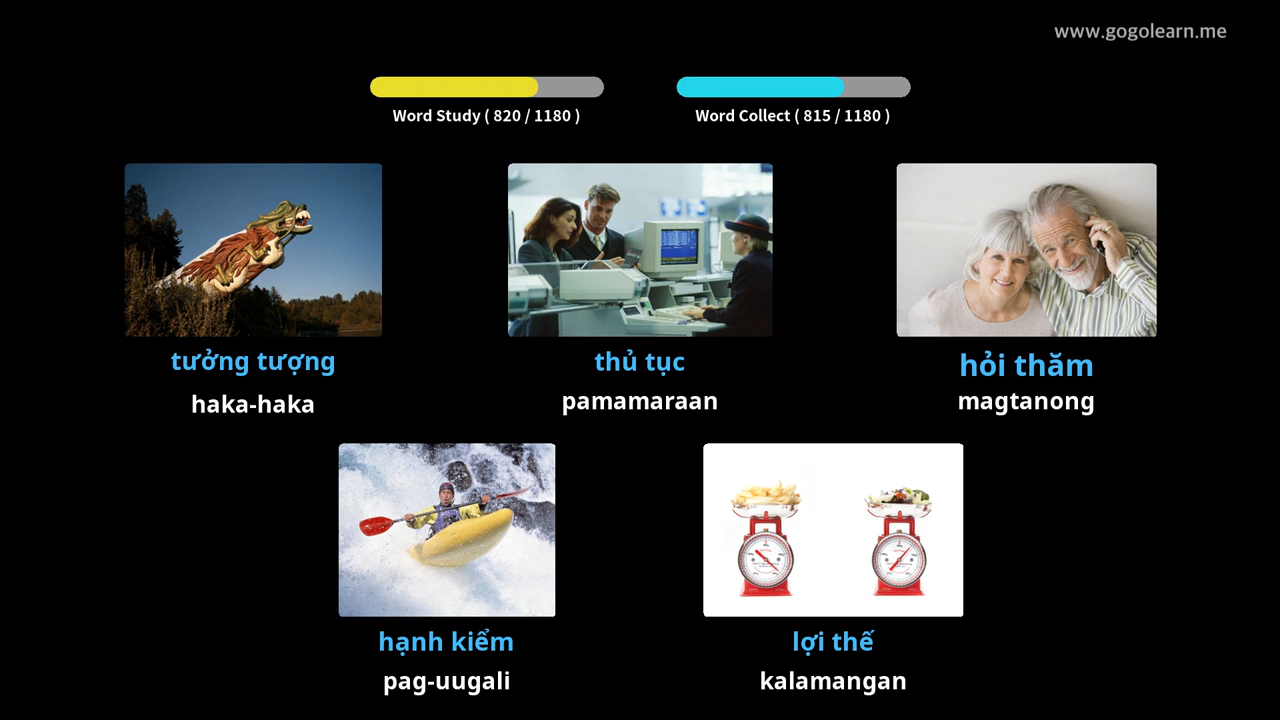 www.gogolearn.me
Word Study ( 820 / 1180 )
Word Collect ( 815 / 1180 )
tưởng tượng
haka-haka
thủ tục
pamamaraan
hỏi thăm
magtanong
hạnh kiểm
pag-uugali
lợi thế
kalamangan